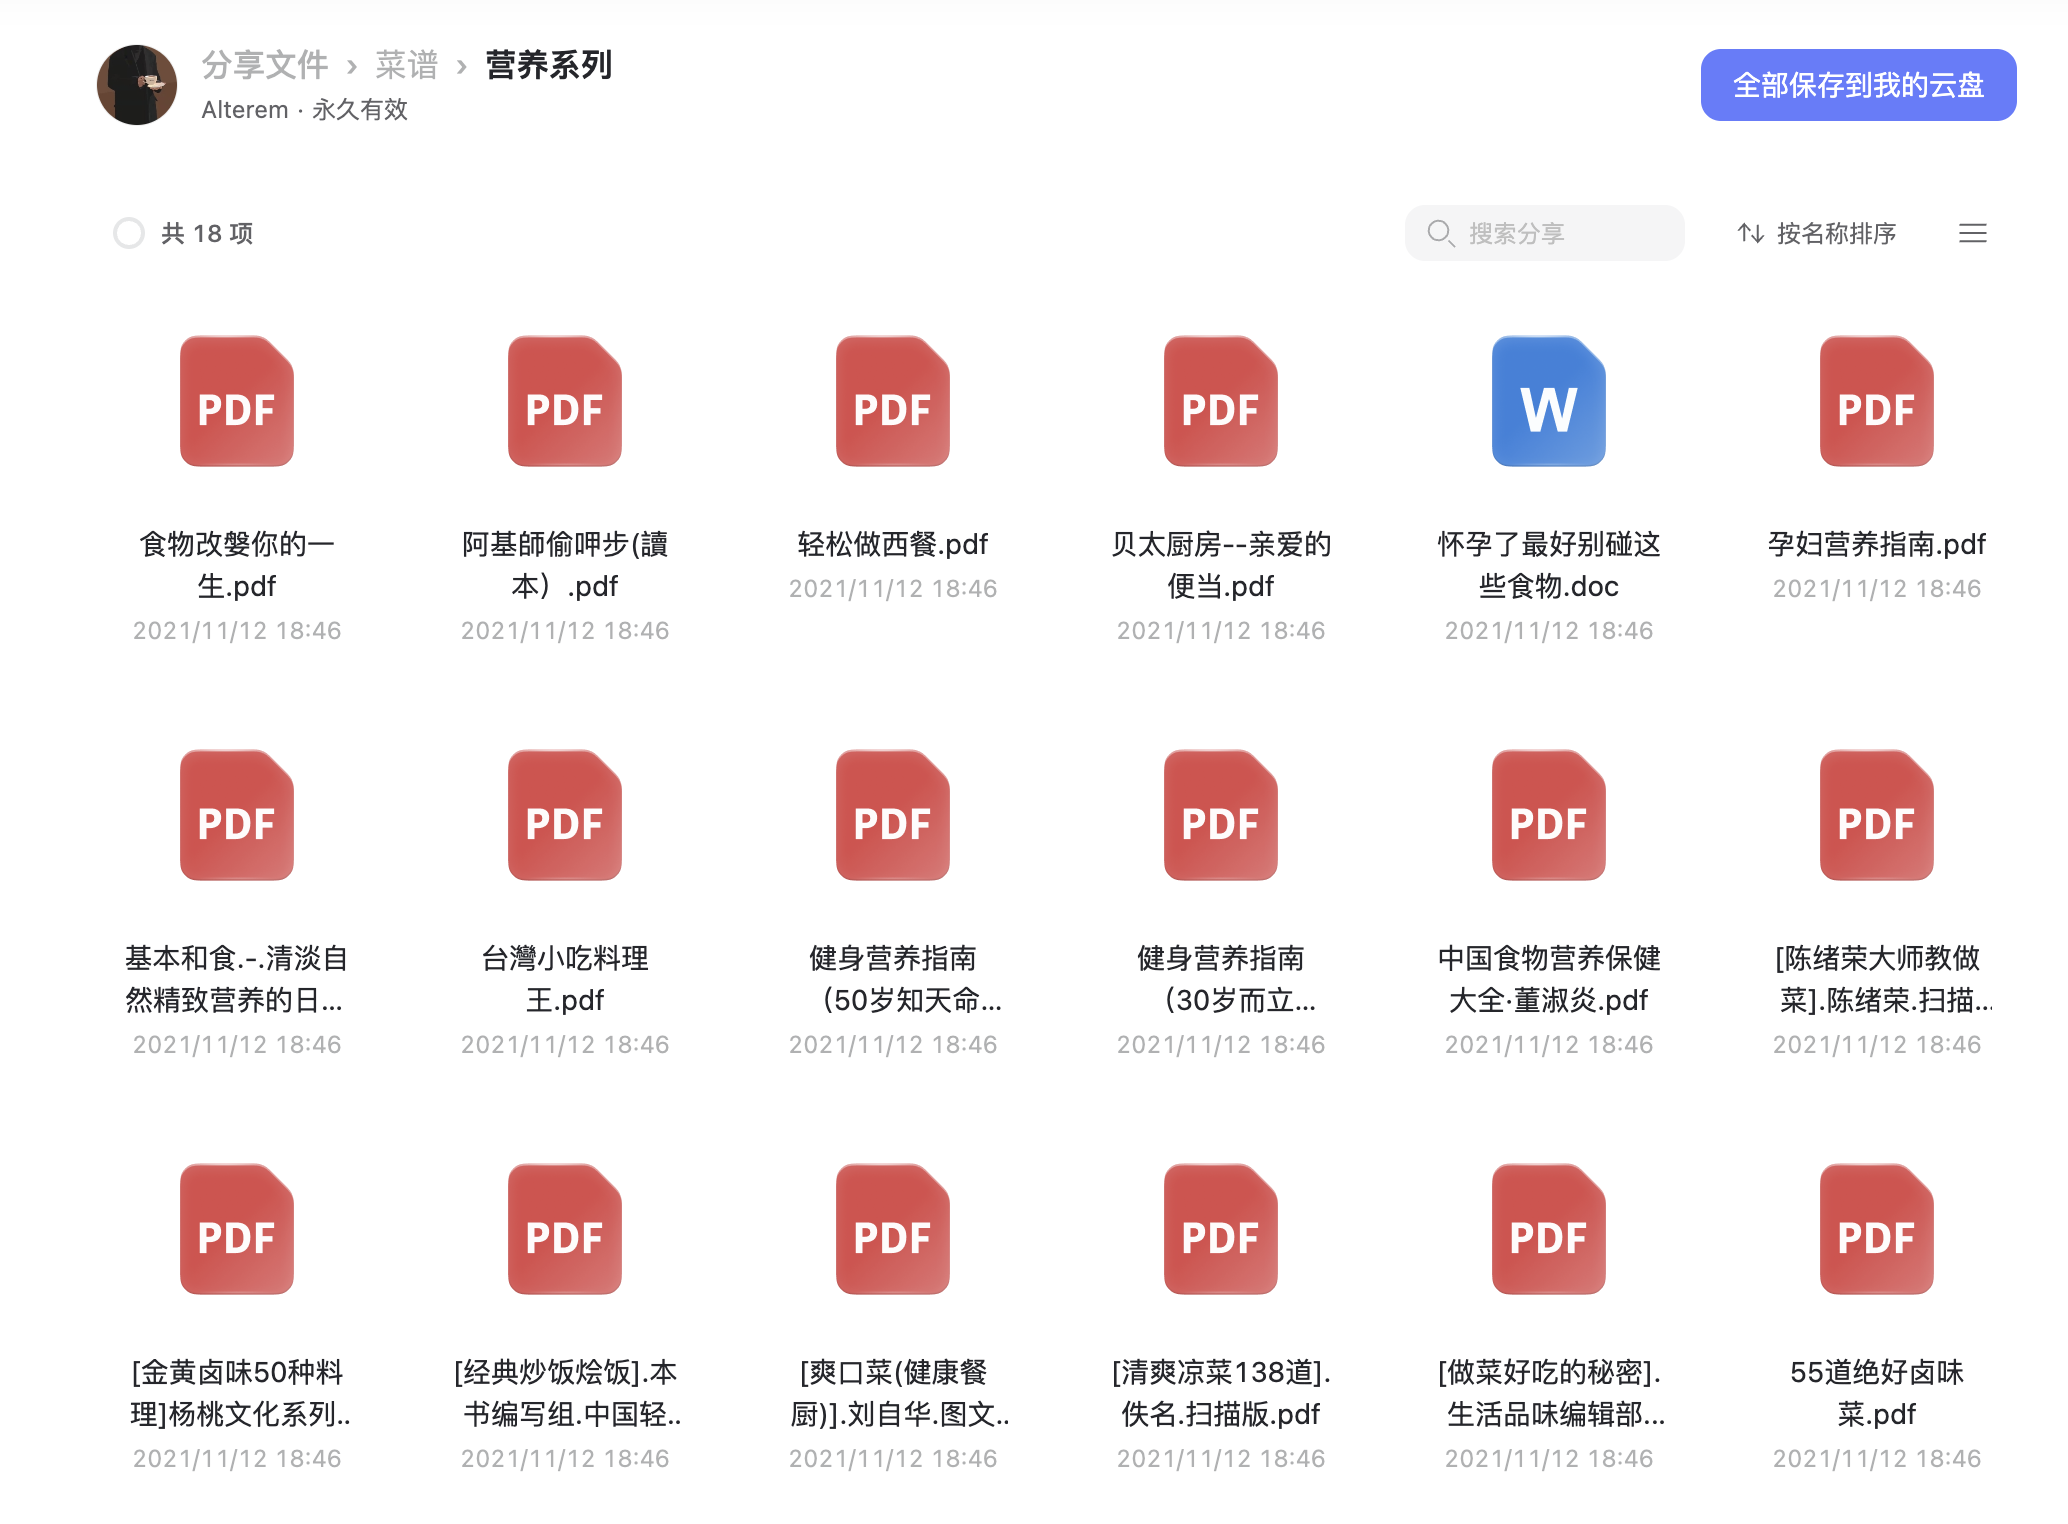 分享文件 › 菜谱 › 营养系列
Alterem · 永久有效
全部保存到我的云盘
共 18 项
搜索分享
按名称排序
PDF
PDF
PDF
PDF
W
PDF
食物改變你的一
生.pdf
2021/11/12 18:46
阿基師偷呷步(讀
本）.pdf
2021/11/12 18:46
轻松做西餐.pdf
2021/11/12 18:46
贝太厨房--亲爱的
便当.pdf
2021/11/12 18:46
怀孕了最好别碰这
些食物.doc
2021/11/12 18:46
孕妇营养指南.pdf
2021/11/12 18:46
PDF
PDF
PDF
PDF
PDF
PDF
基本和食.-.清淡自
然精致营养的日...
2021/11/12 18:46
台灣小吃料理
王.pdf
2021/11/12 18:46
健身营养指南
（50岁知天命...
2021/11/12 18:46
健身营养指南
（30岁而立...
2021/11/12 18:46
中国食物营养保健
大全·董淑炎.pdf
2021/11/12 18:46
[陈绪荣大师教做
菜].陈绪荣.扫描...
2021/11/12 18:46
PDF
PDF
PDF
PDF
PDF
PDF
[金黄卤味50种料
理]杨桃文化系列..
2021/11/12 18:46
[经典炒饭烩饭].本
书编写组.中国轻..
2021/11/12 18:46
[爽口菜(健康餐
厨)].刘自华.图文..
2021/11/12 18:46
[清爽凉菜138道].
佚名.扫描版.pdf
2021/11/12 18:46
[做菜好吃的秘密].
生活品味编辑部...
2021/11/12 18:46
55道绝好卤味
菜.pdf
2021/11/12 18:46